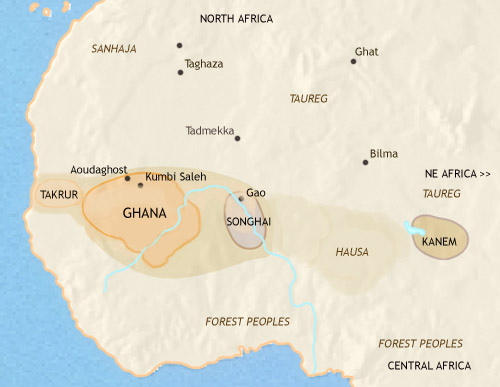 NORTH AFRICA
SANHAJA
Ghat
Taghaza
TAUREG
Tadmekka
Bilma
Aoudaghost
Kumbi Saleh
NE AFRICA >>
TAKRUR
Gao
TAUREG
GHANA
SONGHAI
KANEM
HAUSA
FOREST PEOPLES
FOREST PEOPLES
CENTRAL AFRICA